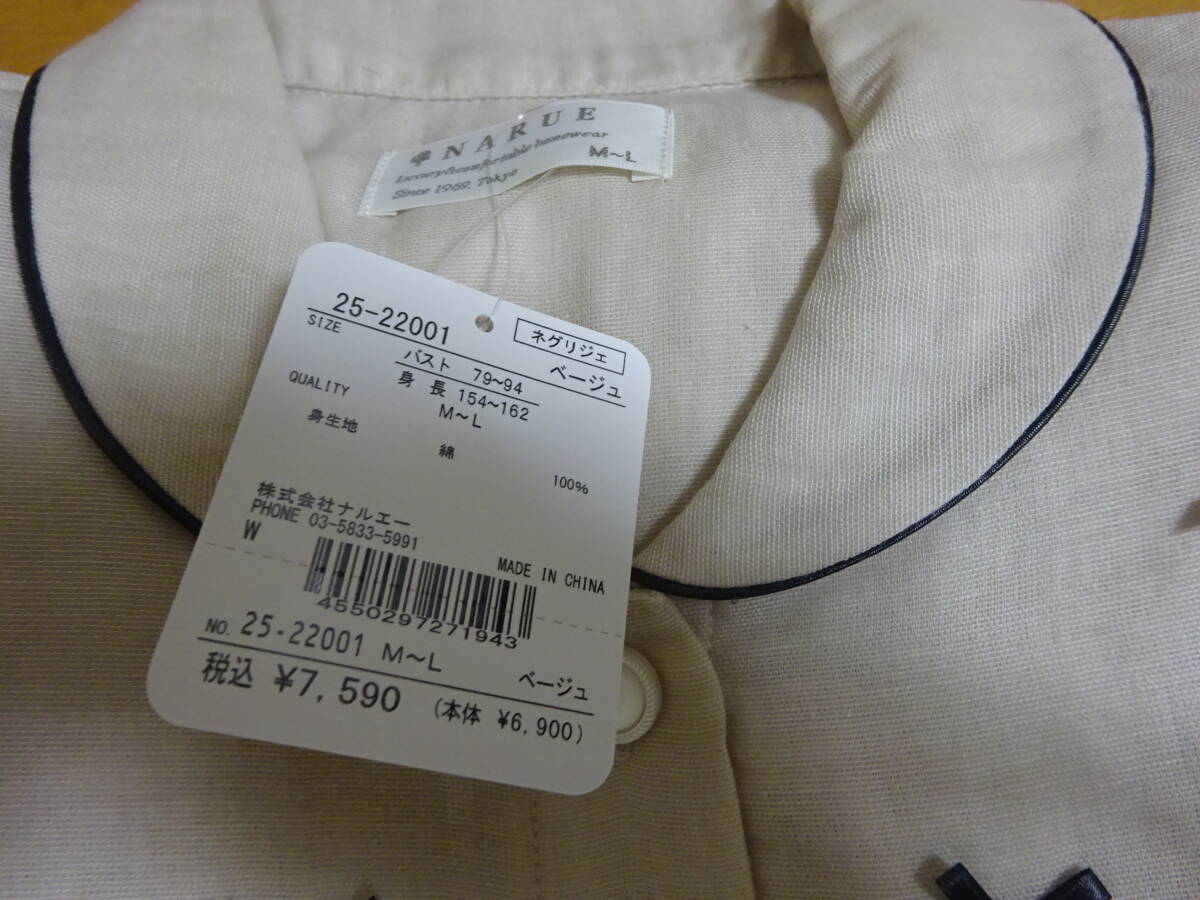 NARUE
Luxury&comfortable homewear
M~L
Since 1969, Tokyo
25-22001
ネグリジェ
SIZE
ベージュ
バスト 79~94
身長 154~162
M~L
QUALITY
身生地
綿
100%
株式会社ナルエー
PHONE 03-5833-5991
W
MADE IN CHINA
4550297271943
NO. 25-22001 M~L
ベージュ
税込 ¥7,590
(本体 ¥6,900)